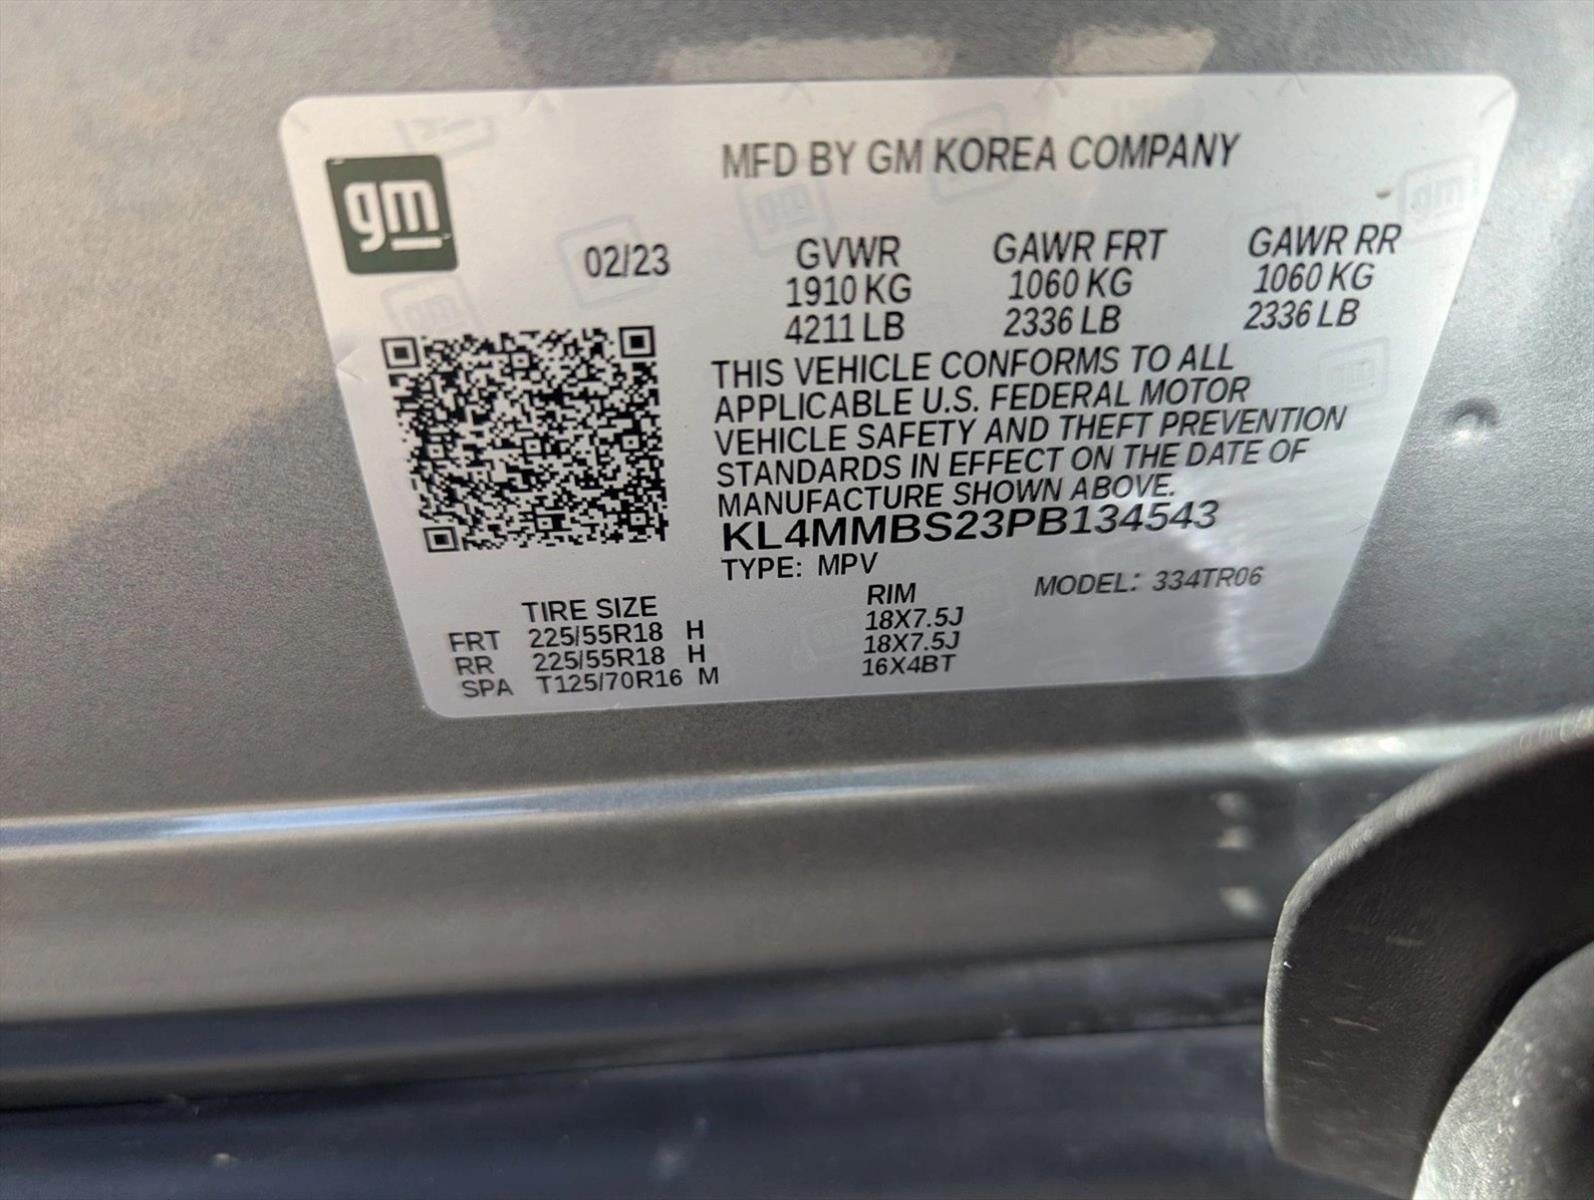 gm
MFD BY GM KOREA COMPANY
02/23 GVWR GAWR FRT GAWR RR
1910 KG 1060 KG 1060 KG
4211 LB 2336 LB 2336 LB
THIS VEHICLE CONFORMS TO ALL
APPLICABLE U.S. FEDERAL MOTOR
VEHICLE SAFETY AND THEFT PREVENTION
STANDARDS IN EFFECT ON THE DATE OF
MANUFACTURE SHOWN ABOVE.
KL4MMBS23PB134543
TYPE: MPV MODEL: 334TR06
TIRE SIZE RIM
FRT 225/55R18 H 18X7.5J
RR 225/55R18 H 18X7.5J
SPA T125/70R16 M 16X4BT